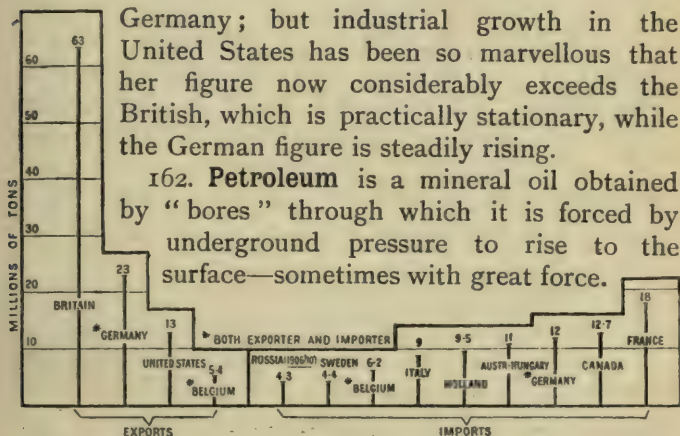 Germany; but industrial growth in the
United States has been so marvellous that
her figure now considerably exceeds the
British, which is practically stationary, while
the German figure is steadily rising.
162. Petroleum is a mineral oil obtained
by "bores" through which it is forced by
underground pressure to rise to the
surface—sometimes with great force.
MILLIONS OF TONS
60
50
40
30
20
10
63
BRITAIN
23
*GERMANY
13
UNITED STATES
5·4
*BELGIUM
*BOTH EXPORTER AND IMPORTER
RUSSIA (1906/10)
4·3
SWEDEN
4·4
6·2
*BELGIUM
9
ITALY
9·5
HOLLAND
11
AUSTR-HUNGARY
12
*GERMANY
12·7
CANADA
18
FRANCE
EXPORTS
IMPORTS